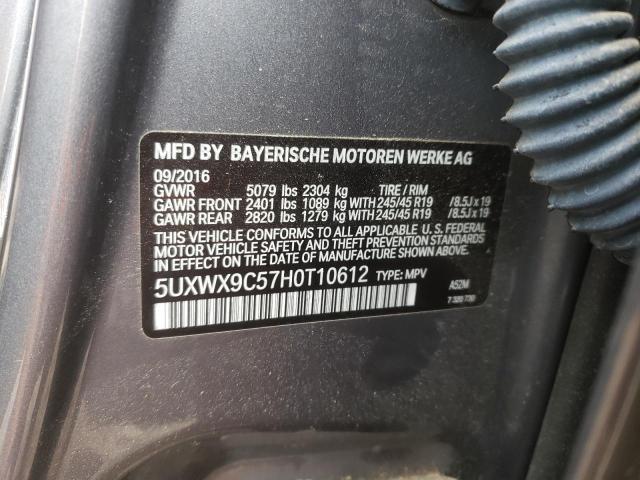 MFD BY BAYERISCHE MOTOREN WERKE AG
09/2016
GVWR 5079 lbs 2304 kg TIRE / RIM
GAWR FRONT 2401 lbs 1089 kg WITH 245/45 R19 /8.5J x 19
GAWR REAR 2820 lbs 1279 kg WITH 245/45 R19 /8.5J x 19
THIS VEHICLE CONFORMS TO ALL APPLICABLE U. S. FEDERAL
MOTOR VEHICLE SAFETY AND THEFT PREVENTION STANDARDS
IN EFFECT ON THE DATE OF MANUFACTURE SHOWN ABOVE.
5UXWX9C57H0T10612 TYPE: MPV
A52M
7 320 730